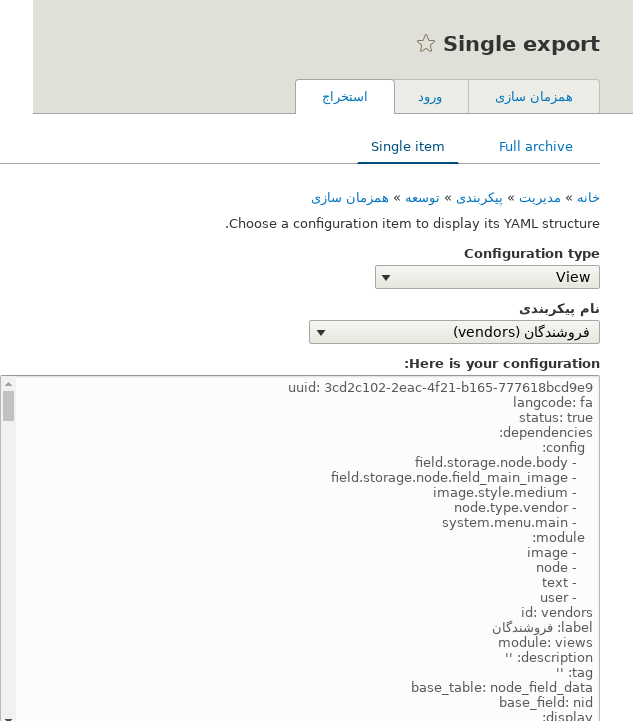 Single export
همزمان سازی
ورود
استخراج
Full archive
Single item
خانه » مدیریت » پیکربندی » توسعه » همزمان سازی
Choose a configuration item to display its YAML structure.
Configuration type
View
نام پیکربندی
فروشندگان (vendors)
Here is your configuration:
uuid: 3cd2c102-2eac-4f21-b165-777618bcd9e9
langcode: fa
status: true
dependencies:
config:
- field.storage.node.body
- field.storage.node.field_main_image
- image.style.medium
- node.type.vendor
- system.menu.main
module:
- image
- node
- text
- user
id: vendors
label: فروشندگان
module: views
description: ''
tag: ''
base_table: node_field_data
base_field: nid
display: